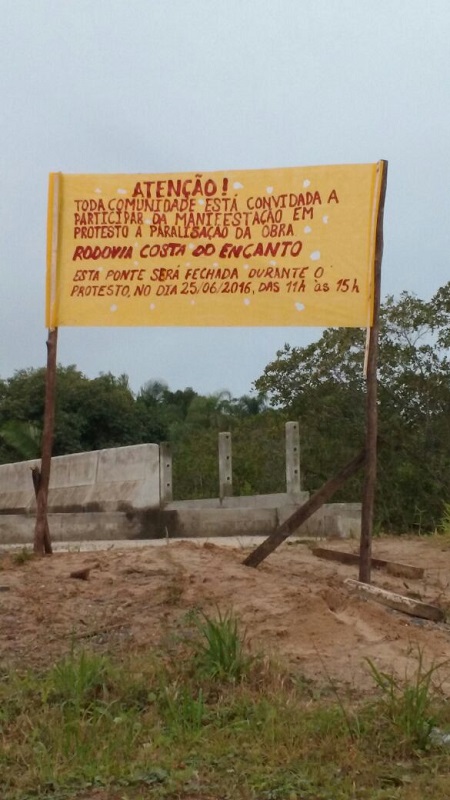 ATENÇÃO!
TODA COMUNIDADE ESTÁ CONVIDADA A
PARTICIPAR DA MANIFESTAÇÃO EM
PROTESTO A PARALISAÇÃO DA OBRA
RODOVIA COSTA DO ENCANTO
ESTA PONTE SERÁ FECHADA DURANTE O
PROTESTO, NO DIA 25/06/2016, DAS 11h às 15h